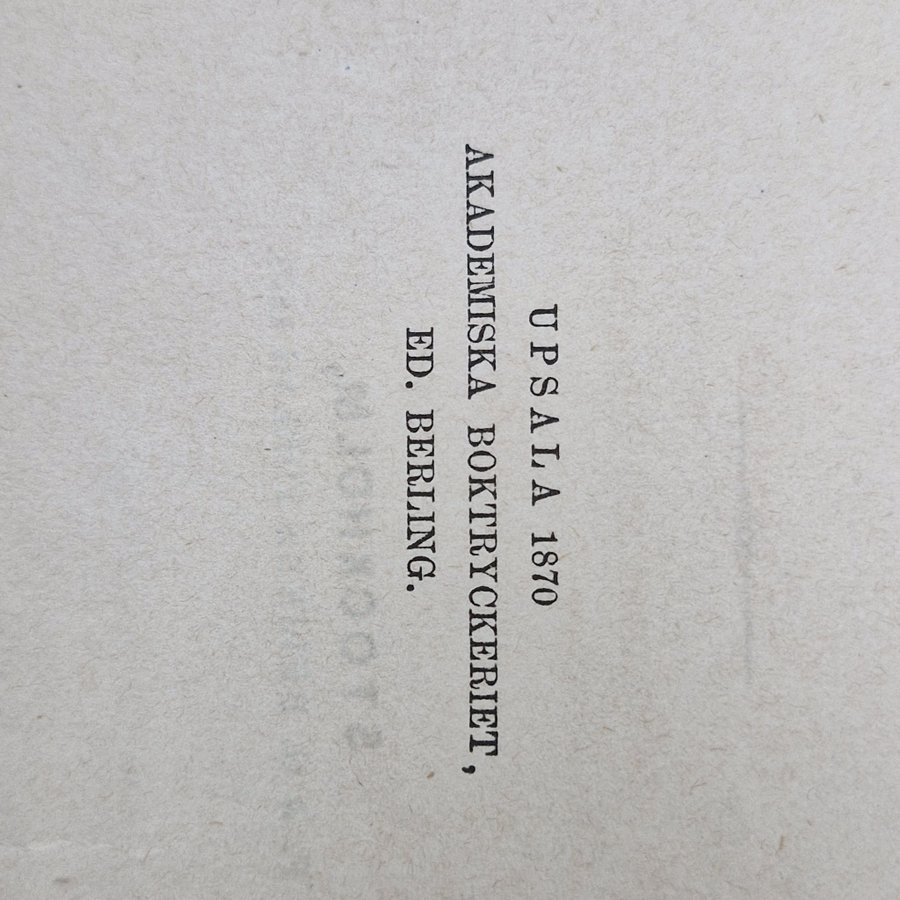 UPSALA 1870
AKADEMISKA BOKTRYCKERIET,
ED. BERLING.